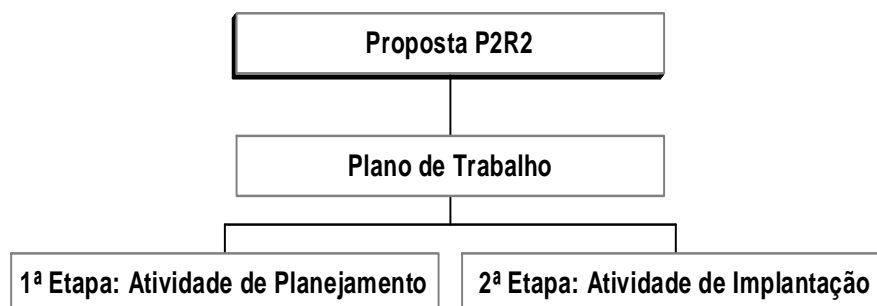 Proposta P2R2
Plano de Trabalho
1ª Etapa: Atividade de Planejamento
2ª Etapa: Atividade de Implantação